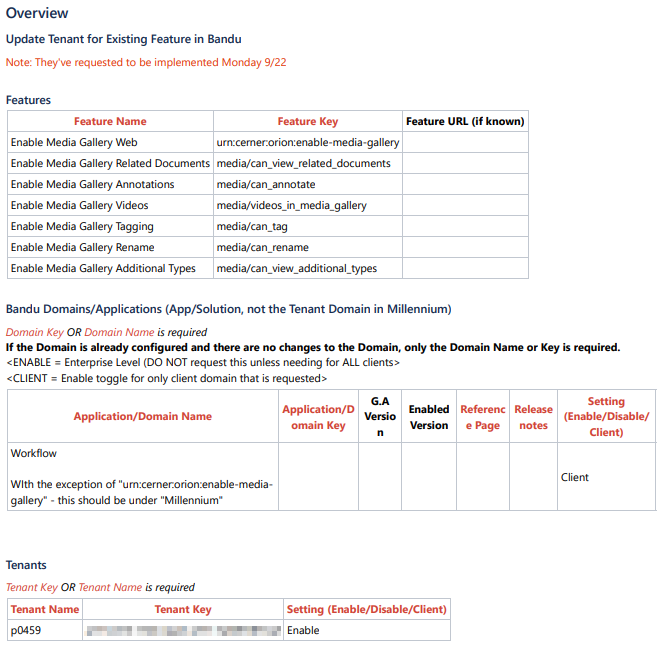 Overview
Update Tenant for Existing Feature in Bandu
Note: They've requested to be implemented Monday 9/22
Features
Feature Name Feature Key Feature URL (if known)
Enable Media Gallery Web urn:cerner:orion:enable-media-gallery
Enable Media Gallery Related Documents media/can_view_related_documents
Enable Media Gallery Annotations media/can_annotate
Enable Media Gallery Videos media/videos_in_media_gallery
Enable Media Gallery Tagging media/can_tag
Enable Media Gallery Rename media/can_rename
Enable Media Gallery Additional Types media/can_view_additional_types
Bandu Domains/Applications (App/Solution, not the Tenant Domain in Millennium)
Domain Key OR Domain Name is required
If the Domain is already configured and there are no changes to the Domain, only the Domain Name or Key is required.
<ENABLE = Enterprise Level (DO NOT request this unless needing for ALL clients>
<CLIENT = Enable toggle for only client domain that is requested>
Application/Domain Name
Application/D
omain Key
G.A
Versio
n
Enabled
Version
Referenc
e Page
Release
notes
Setting
(Enable/Disable/
Client)
Workflow
WIth the exception of "urn:cerner:orion:enable-media-
gallery" - this should be under "Millennium"
Client
Tenants
Tenant Key OR Tenant Name is required
Tenant Name Tenant Key Setting (Enable/Disable/Client)
p0459 Enable